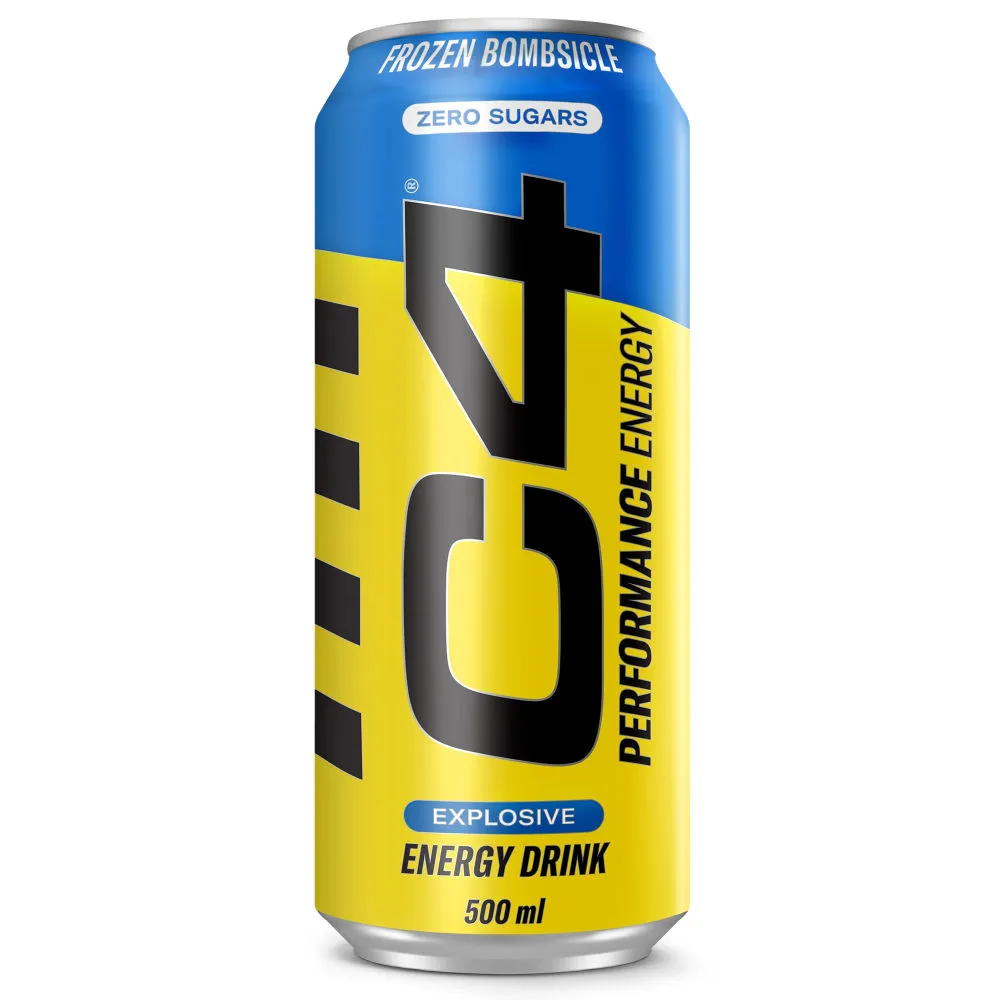 FROZEN BOMBSICLE
ZERO SUGARS
C4®
PERFORMANCE ENERGY
EXPLOSIVE
ENERGY DRINK
500 ml